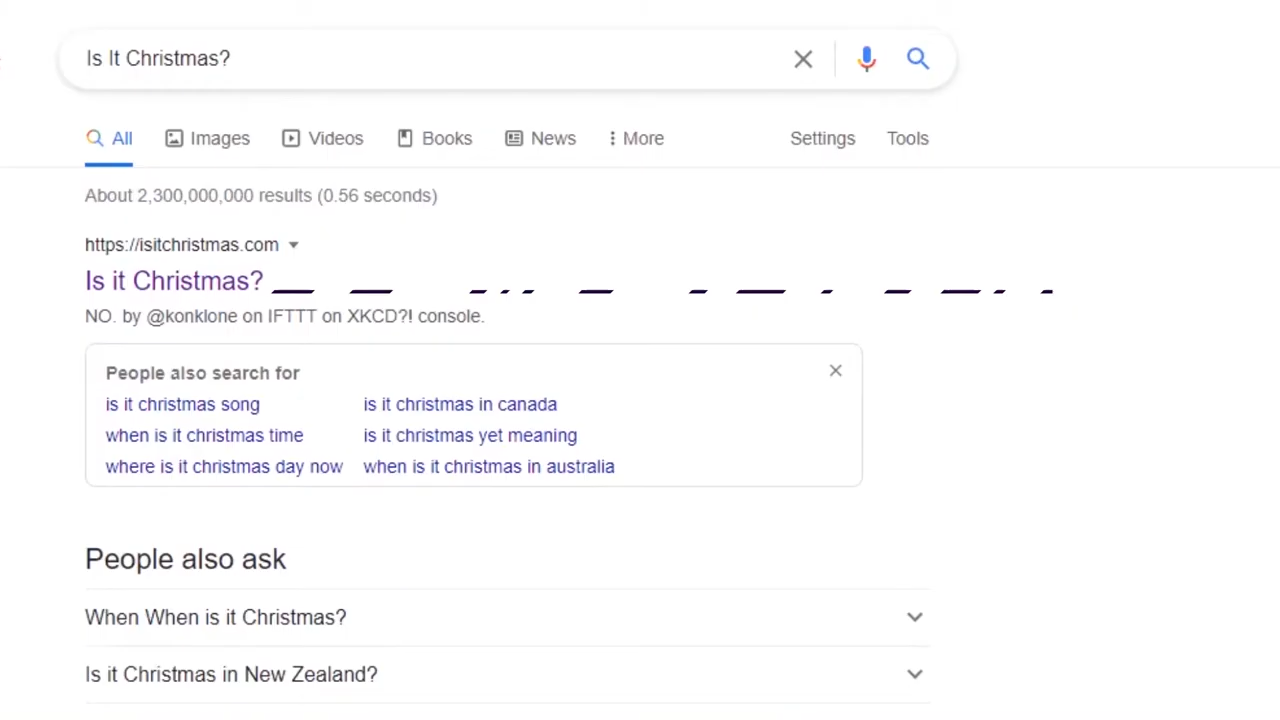 Is It Christmas?
All Images Videos Books News More Settings Tools
About 2,300,000,000 results (0.56 seconds)
https://isitchristmas.com
Is it Christmas?
NO. by @konklone on IFTTT on XKCD?! console.
People also search for
is it christmas song is it christmas in canada
when is it christmas time is it christmas yet meaning
where is it christmas day now when is it christmas in australia
People also ask
When When is it Christmas?
Is it Christmas in New Zealand?